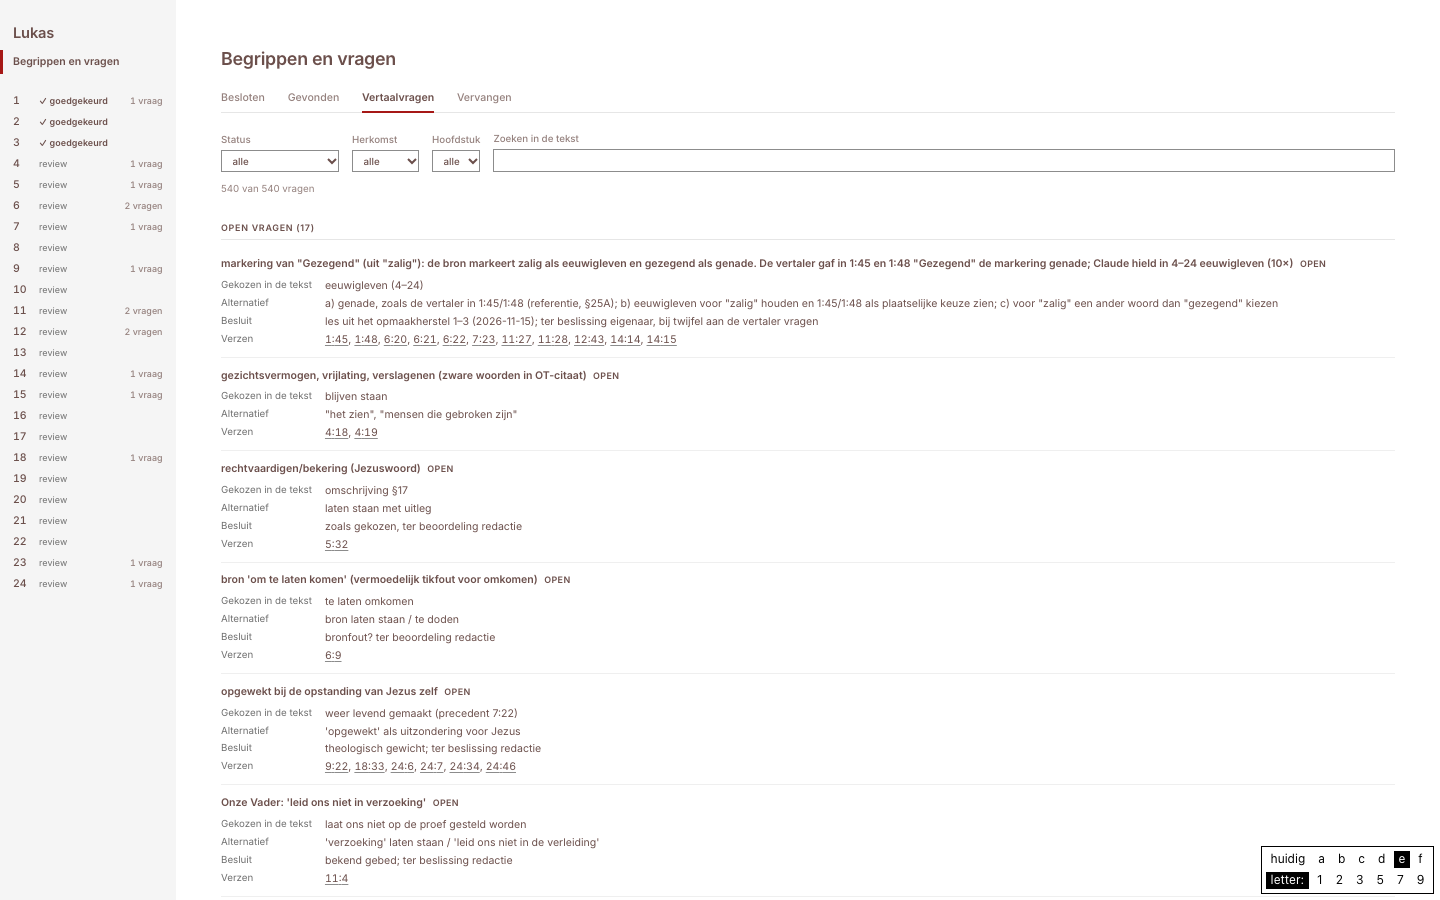 Lukas
Begrippen en vragen
1 ✓ goedgekeurd 1 vraag
2 ✓ goedgekeurd
3 ✓ goedgekeurd
4 review 1 vraag
5 review 1 vraag
6 review 2 vragen
7 review 1 vraag
8 review
9 review 1 vraag
10 review
11 review 2 vragen
12 review 2 vragen
13 review
14 review 1 vraag
15 review 1 vraag
16 review
17 review
18 review 1 vraag
19 review
20 review
21 review
22 review
23 review 1 vraag
24 review 1 vraag
Begrippen en vragen
Besloten Gevonden Vertaalvragen Vervangen
Status Herkomst Hoofdstuk Zoeken in de tekst
alle alle alle
540 van 540 vragen
OPEN VRAGEN (17)
markering van "Gezegend" (uit "zalig"): de bron markeert zalig als eeuwigleven en gezegend als genade. De vertaler gaf in 1:45 en 1:48 "Gezegend" de markering genade; Claude hield in 4–24 eeuwigleven (10×) OPEN
Gekozen in de tekst eeuwigleven (4–24)
Alternatief a) genade, zoals de vertaler in 1:45/1:48 (referentie, §25A); b) eeuwigleven voor "zalig" houden en 1:45/1:48 als plaatselijke keuze zien; c) voor "zalig" een ander woord dan "gezegend" kiezen
Besluit les uit het opmaakherstel 1–3 (2026-11-15); ter beslissing eigenaar, bij twijfel aan de vertaler vragen
Verzen 1:45, 1:48, 6:20, 6:21, 6:22, 7:23, 11:27, 11:28, 12:43, 14:14, 14:15
gezichtsvermogen, vrijlating, verslagenen (zware woorden in OT-citaat) OPEN
Gekozen in de tekst blijven staan
Alternatief "het zien", "mensen die gebroken zijn"
Verzen 4:18, 4:19
rechtvaardigen/bekering (Jezuswoord) OPEN
Gekozen in de tekst omschrijving §17
Alternatief laten staan met uitleg
Besluit zoals gekozen, ter beoordeling redactie
Verzen 5:32
bron 'om te laten komen' (vermoedelijk tikfout voor omkomen) OPEN
Gekozen in de tekst te laten omkomen
Alternatief bron laten staan / te doden
Besluit bronfout? ter beoordeling redactie
Verzen 6:9
opgewekt bij de opstanding van Jezus zelf OPEN
Gekozen in de tekst weer levend gemaakt (precedent 7:22)
Alternatief 'opgewekt' als uitzondering voor Jezus
Besluit theologisch gewicht; ter beslissing redactie
Verzen 9:22, 18:33, 24:6, 24:7, 24:34, 24:46
Onze Vader: 'leid ons niet in verzoeking' OPEN
Gekozen in de tekst laat ons niet op de proef gesteld worden
Alternatief 'verzoeking' laten staan / 'leid ons niet in de verleiding'
Besluit bekend gebed; ter beslissing redactie
Verzen 11:4
huidig a b c d e f
letter: 1 2 3 5 7 9